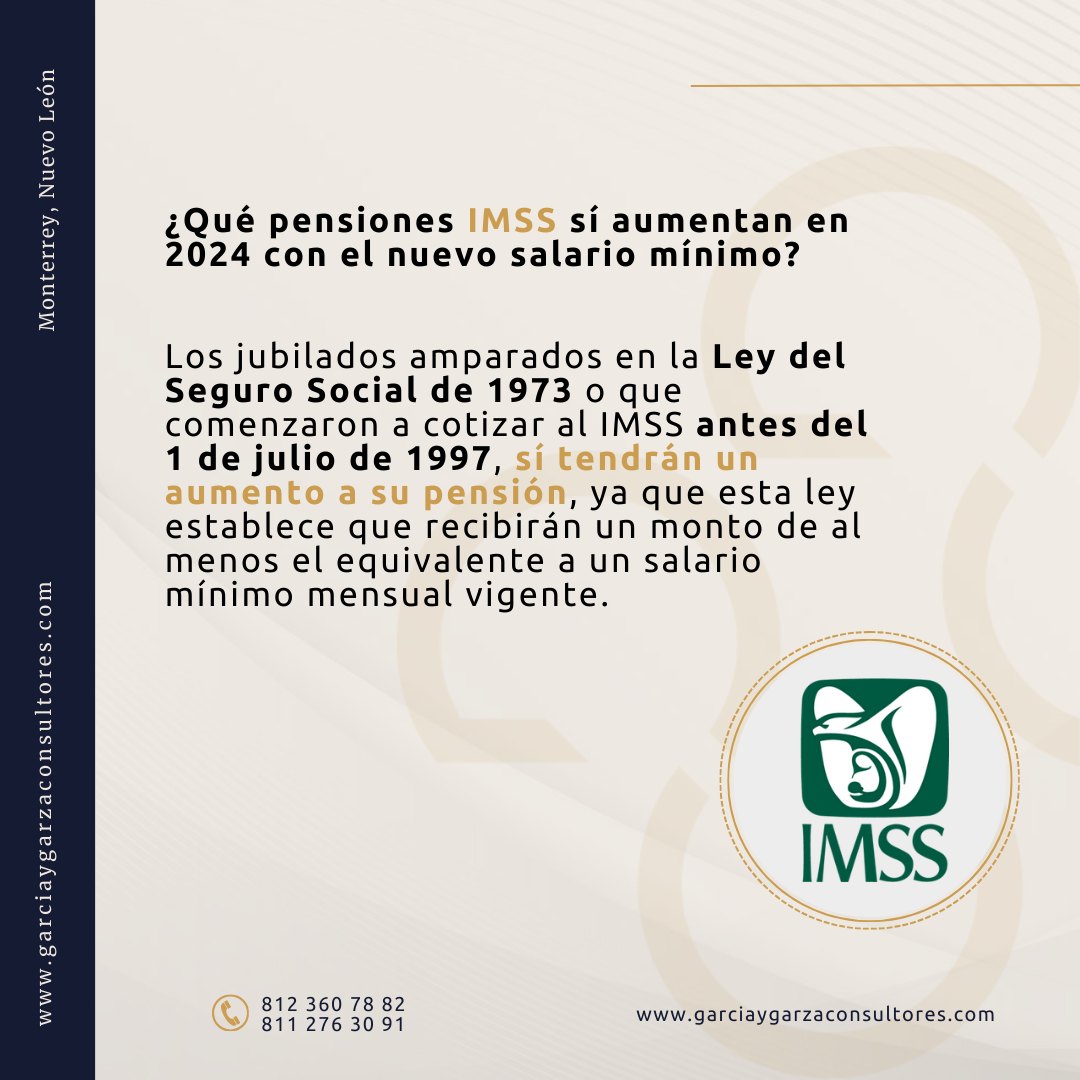 Monterrey, Nuevo León
www.garciaygarzaconsultores.com
¿Qué pensiones IMSS sí aumentan en
2024 con el nuevo salario mínimo?
Los jubilados amparados en la Ley del
Seguro Social de 1973 o que
comenzaron a cotizar al IMSS antes del
1 de julio de 1997, sí tendrán un
aumento a su pensión, ya que esta ley
establece que recibirán un monto de al
menos el equivalente a un salario
mínimo mensual vigente.
IMSS
812 360 78 82
811 276 30 91
www.garciaygarzaconsultores.com